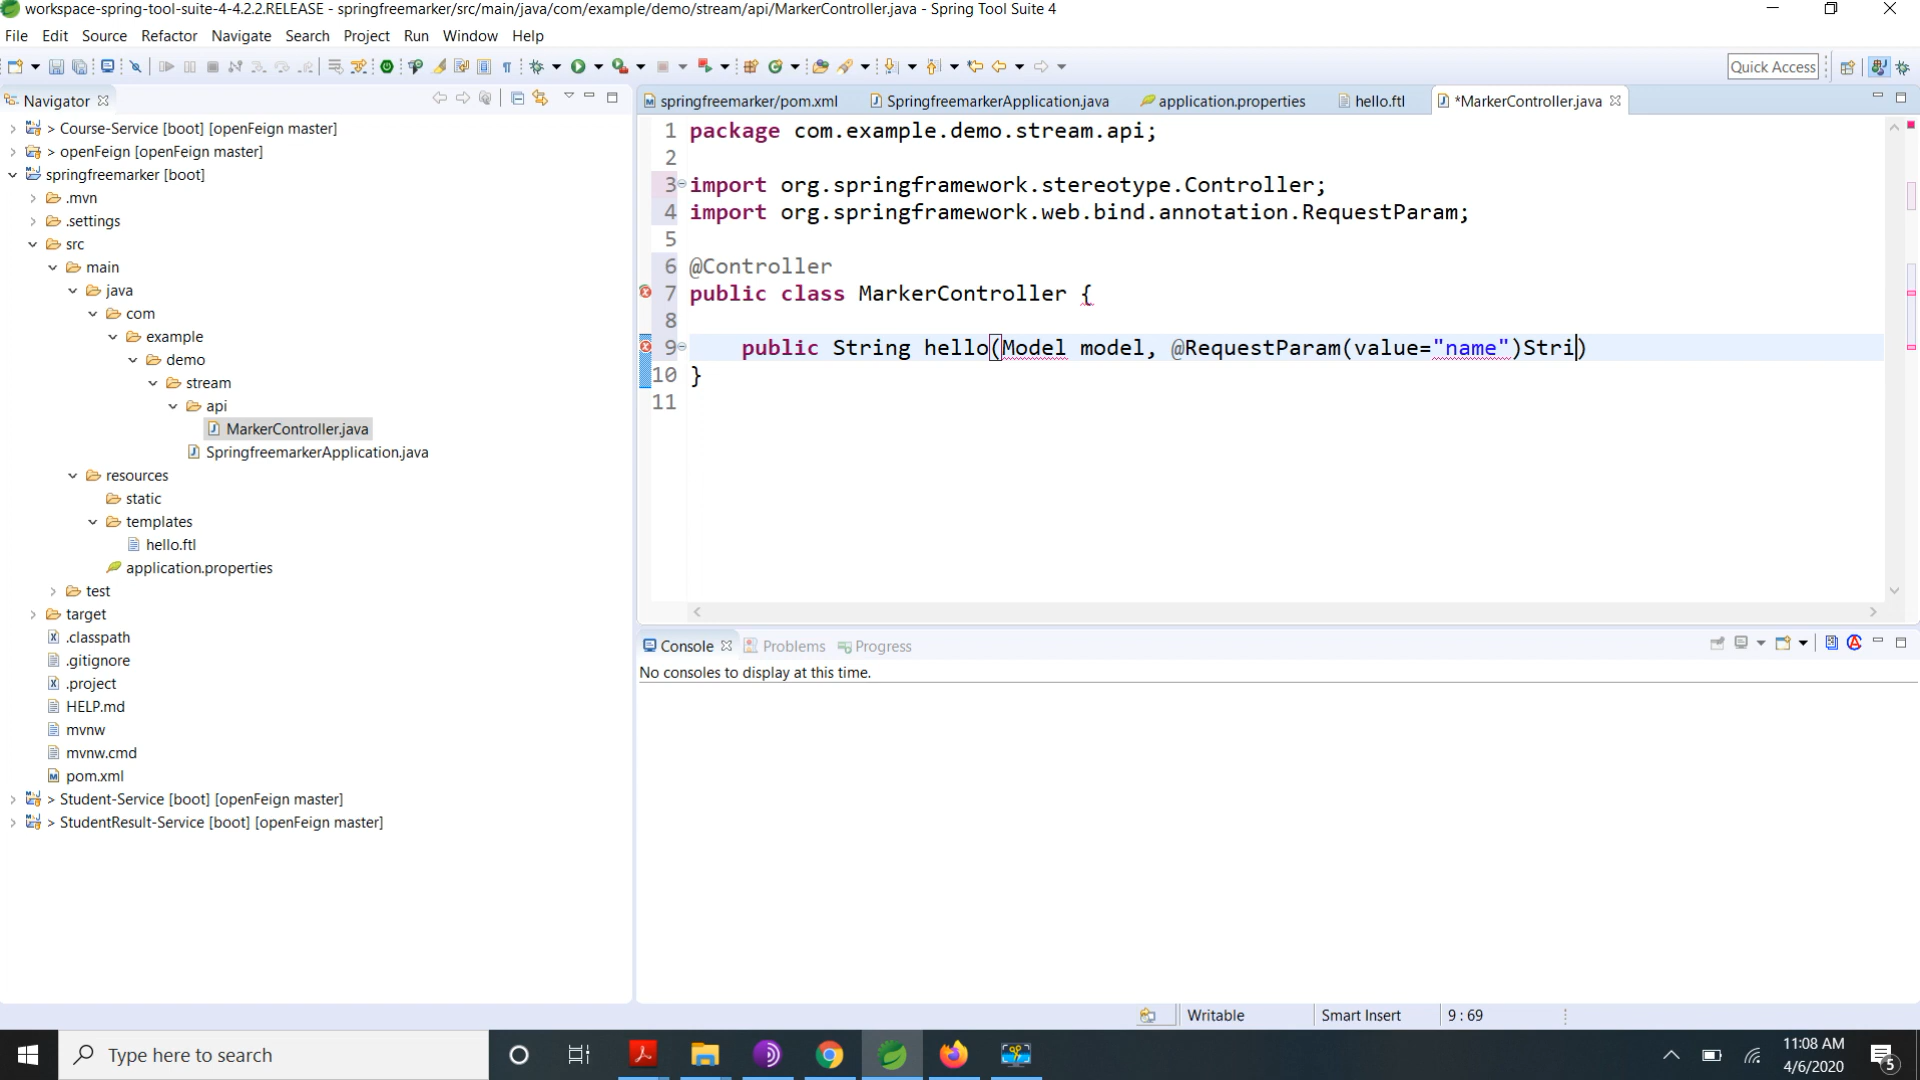 workspace-spring-tool-suite-4-4.2.2.RELEASE - springfreemarker/src/main/java/com/example/demo/stream/api/MarkerController.java - Spring Tool Suite 4
File Edit Source Refactor Navigate Search Project Run Window Help
Quick Access
Navigator
> Course-Service [boot] [openFeign master]
> openFeign [openFeign master]
springfreemarker [boot]
.mvn
.settings
src
main
java
com
example
demo
stream
api
MarkerController.java
SpringfreemarkerApplication.java
resources
static
templates
hello.ftl
application.properties
test
target
.classpath
.gitignore
.project
HELP.md
mvnw
mvnw.cmd
pom.xml
> Student-Service [boot] [openFeign master]
> StudentResult-Service [boot] [openFeign master]
springfreemarker/pom.xml SpringfreemarkerApplication.java application.properties hello.ftl *MarkerController.java
1 package com.example.demo.stream.api;
2
3 import org.springframework.stereotype.Controller;
4 import org.springframework.web.bind.annotation.RequestParam;
5
6 @Controller
7 public class MarkerController {
8
9 public String hello(Model model, @RequestParam(value="name")Stri)
10 }
11
Console Problems Progress
No consoles to display at this time.
Writable Smart Insert 9 : 69
Type here to search
11:08 AM
4/6/2020
5